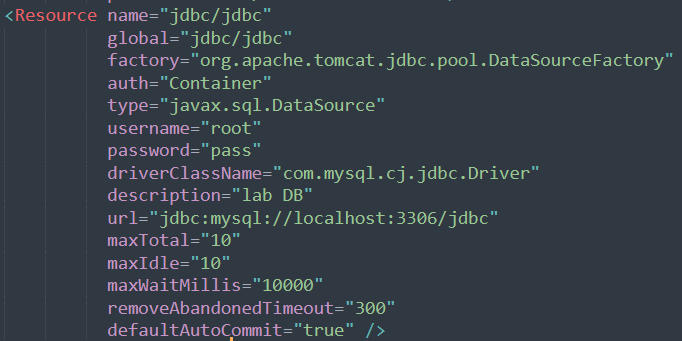 <Resource name="jdbc/jdbc"
global="jdbc/jdbc"
factory="org.apache.tomcat.jdbc.pool.DataSourceFactory"
auth="Container"
type="javax.sql.DataSource"
username="root"
password="pass"
driverClassName="com.mysql.cj.jdbc.Driver"
description="lab DB"
url="jdbc:mysql://localhost:3306/jdbc"
maxTotal="10"
maxIdle="10"
maxWaitMillis="10000"
removeAbandonedTimeout="300"
defaultAutoCommit="true" />